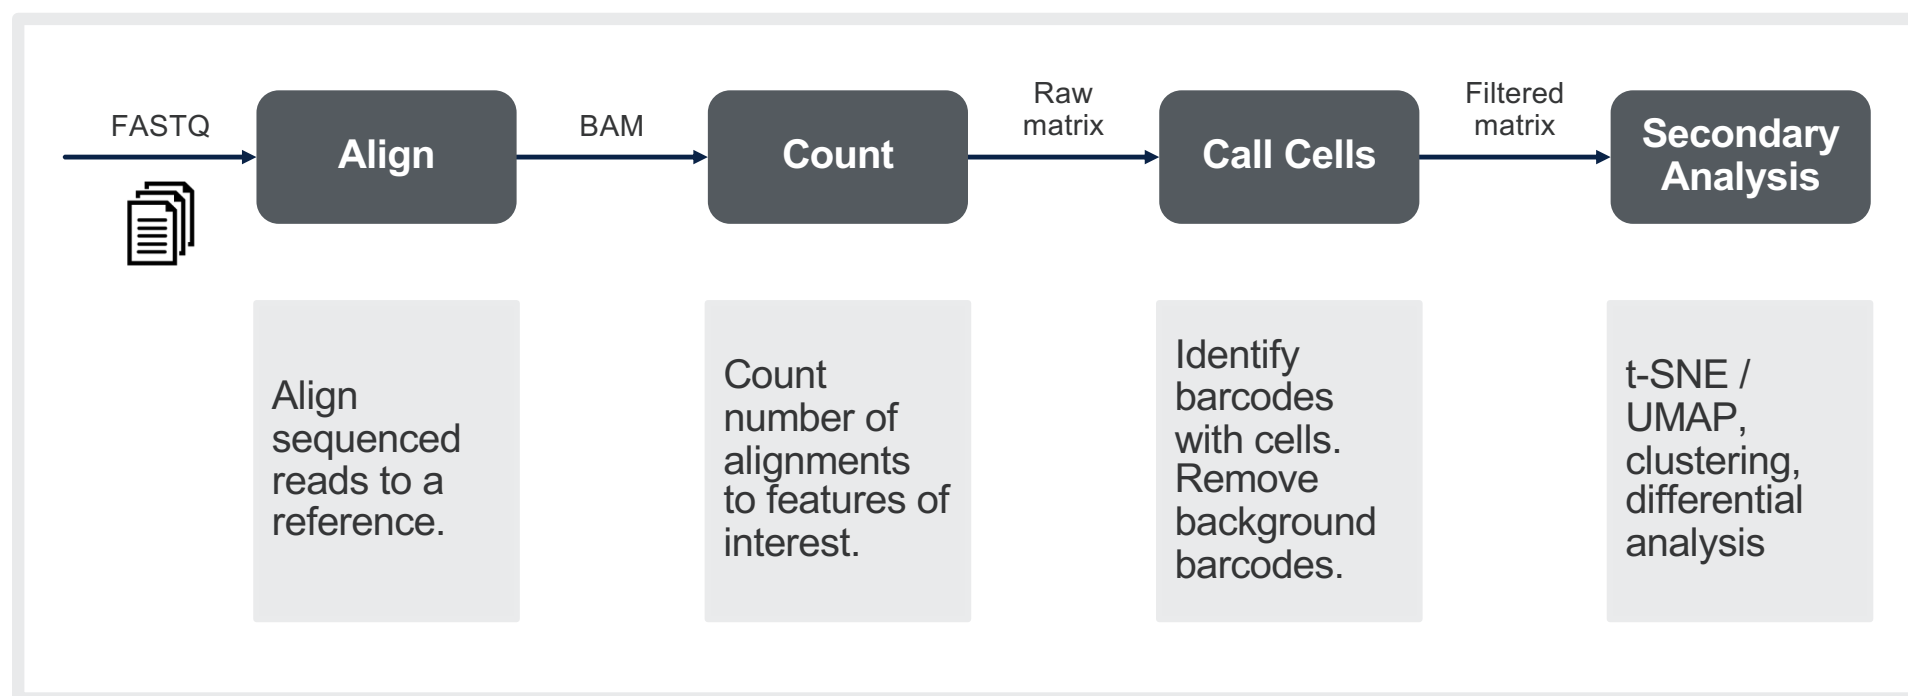 FASTQ
Align
BAM
Count
Raw
matrix
Call Cells
Filtered
matrix
Secondary
Analysis
Align
sequenced
reads to a
reference.
Count
number of
alignments
to features of
interest.
Identify
barcodes
with cells.
Remove
background
barcodes.
t-SNE /
UMAP,
clustering,
differential
analysis